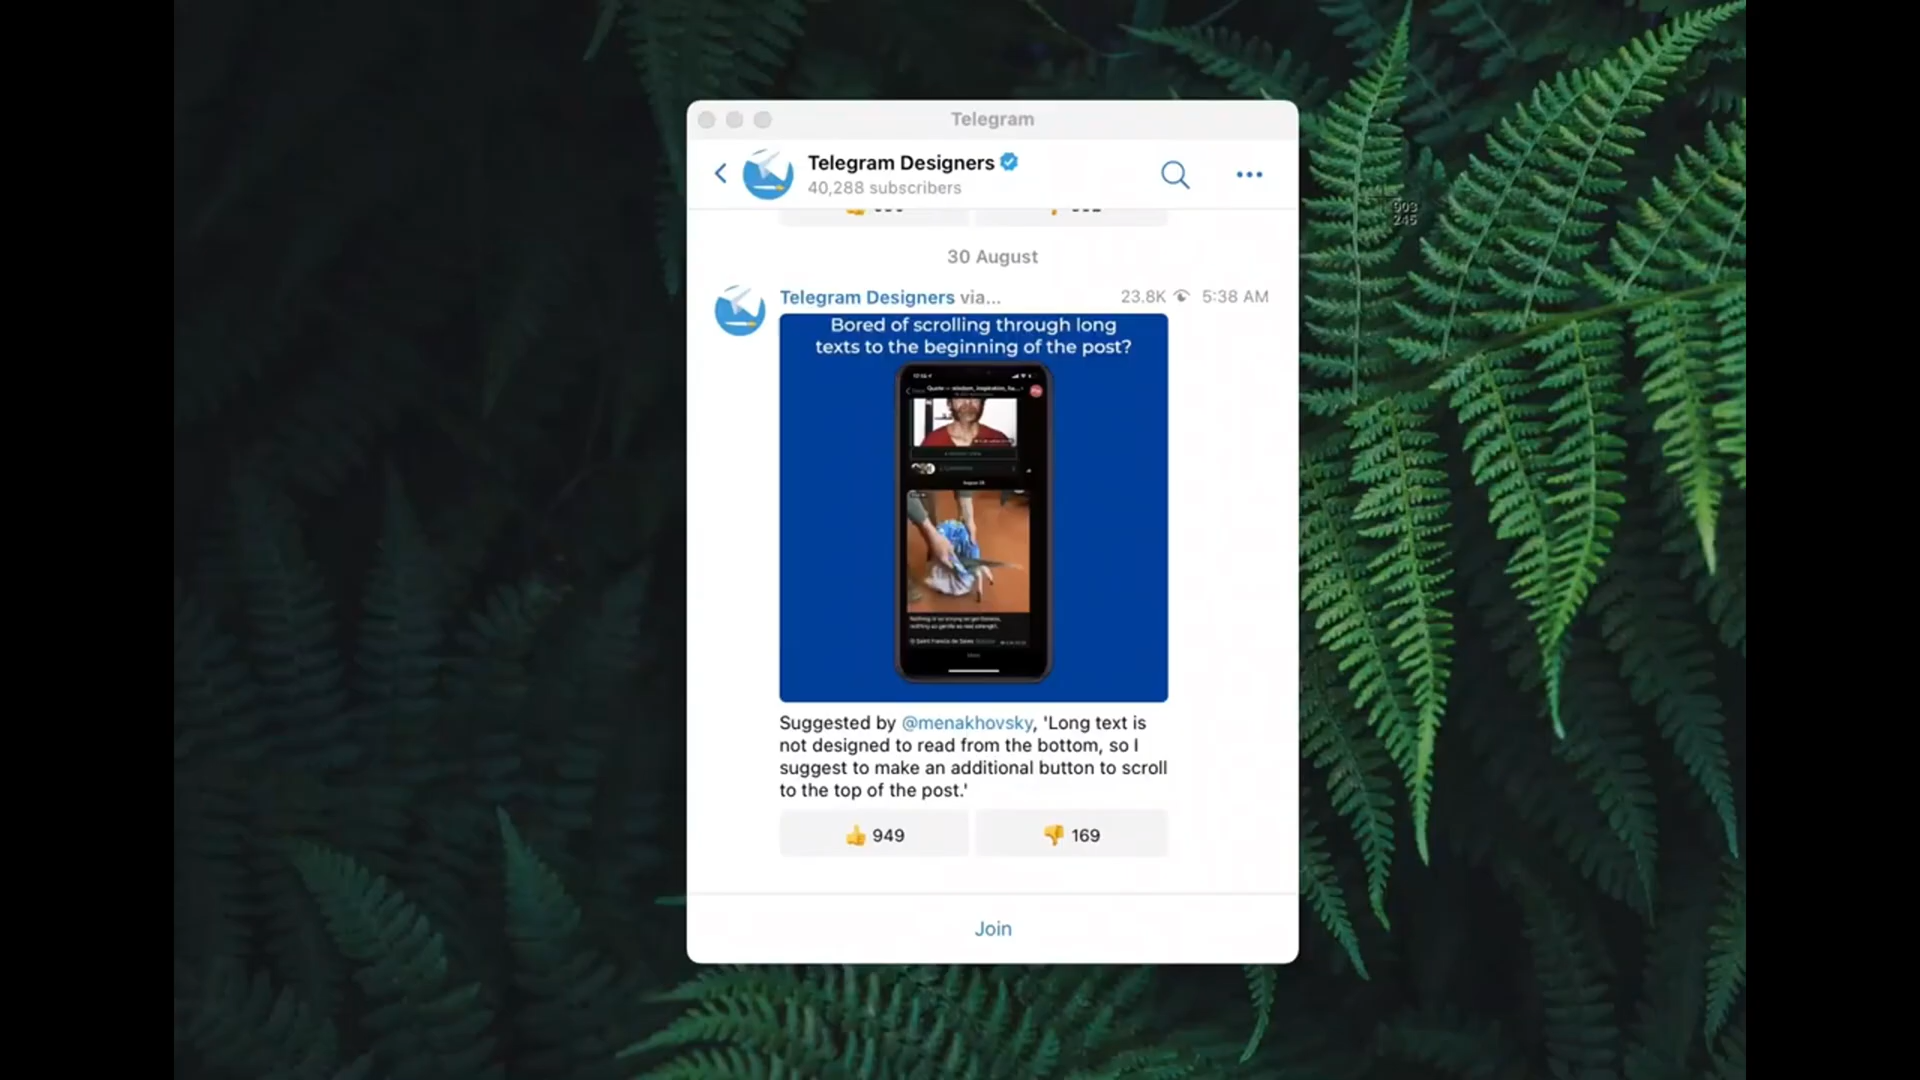 Telegram
Telegram Designers
40,288 subscribers
30 August
Telegram Designers via...
23.8K 5:38 AM
Bored of scrolling through long
texts to the beginning of the post?
Suggested by @menakhovsky, 'Long text is
not designed to read from the bottom, so I
suggest to make an additional button to scroll
to the top of the post.'
949
169
Join
903
245